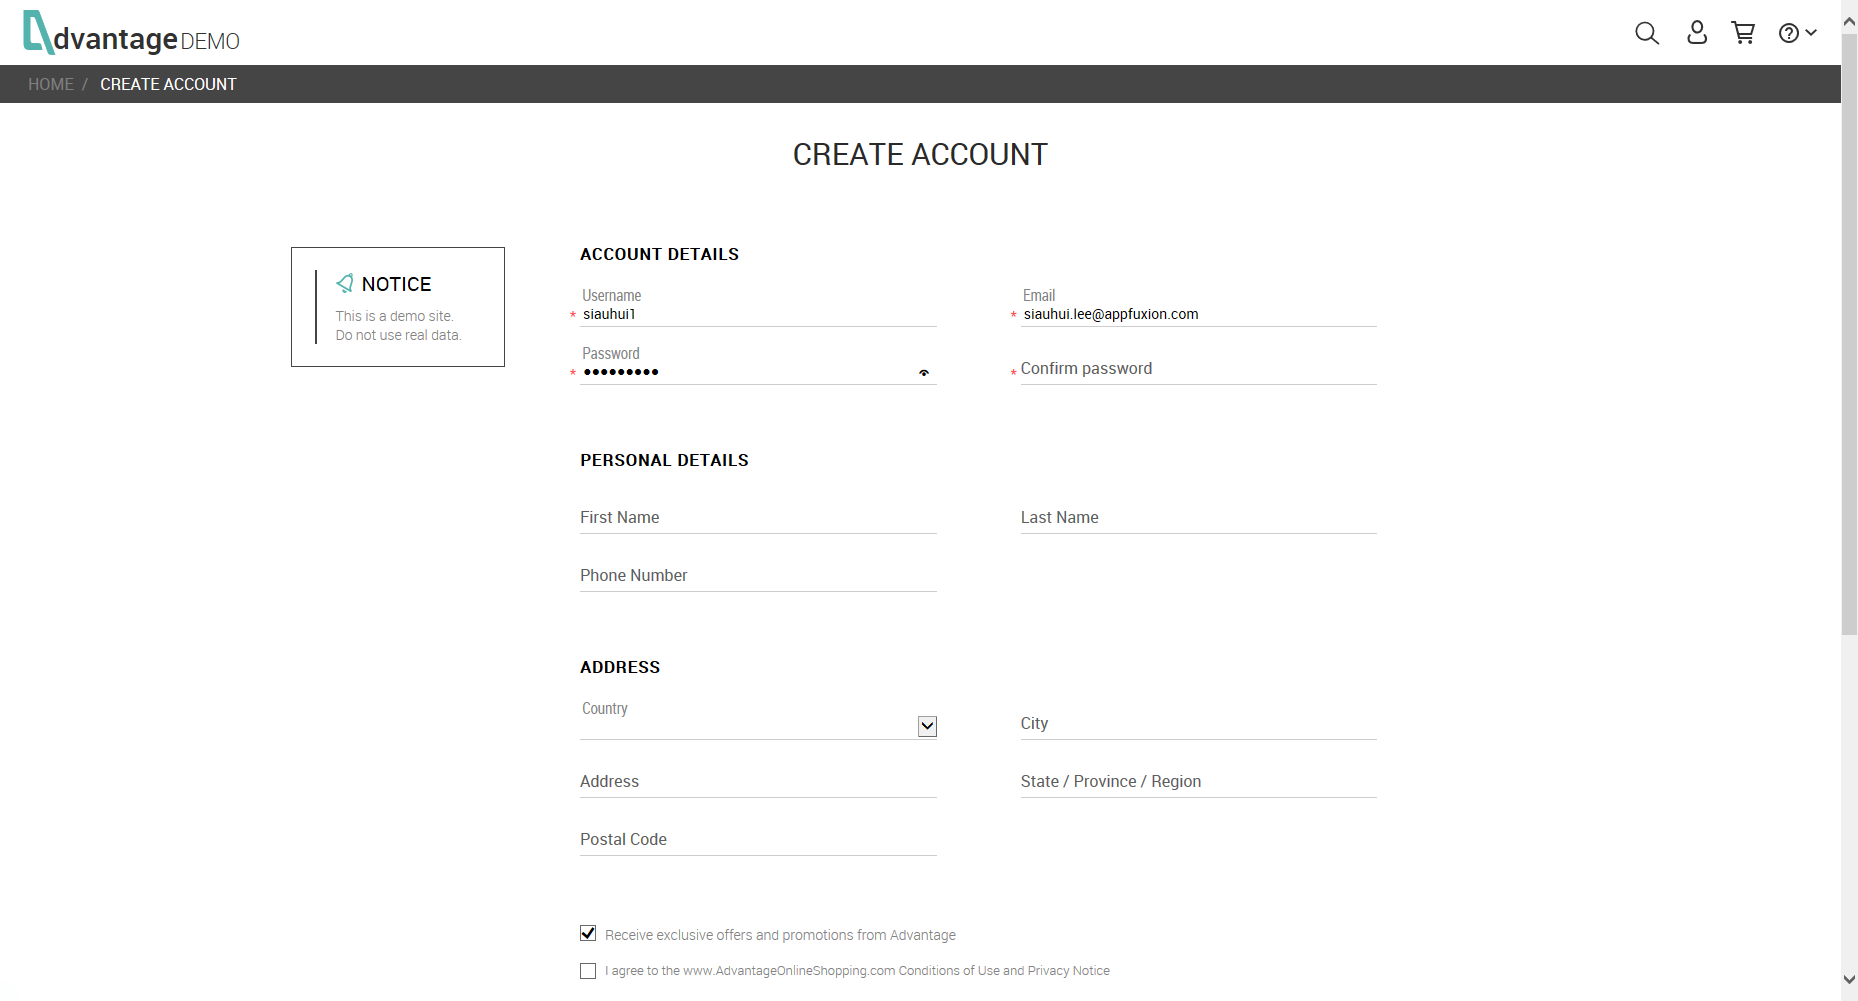 dvantage DEMO
HOME / CREATE ACCOUNT
CREATE ACCOUNT
NOTICE
This is a demo site.
Do not use real data.
ACCOUNT DETAILS
Username
* siauhui1
Email
* siauhui.lee@appfuxion.com
Password
* •••••••••
* Confirm password
PERSONAL DETAILS
First Name
Last Name
Phone Number
ADDRESS
Country
City
Address
State / Province / Region
Postal Code
Receive exclusive offers and promotions from Advantage
I agree to the www.AdvantageOnlineShopping.com Conditions of Use and Privacy Notice